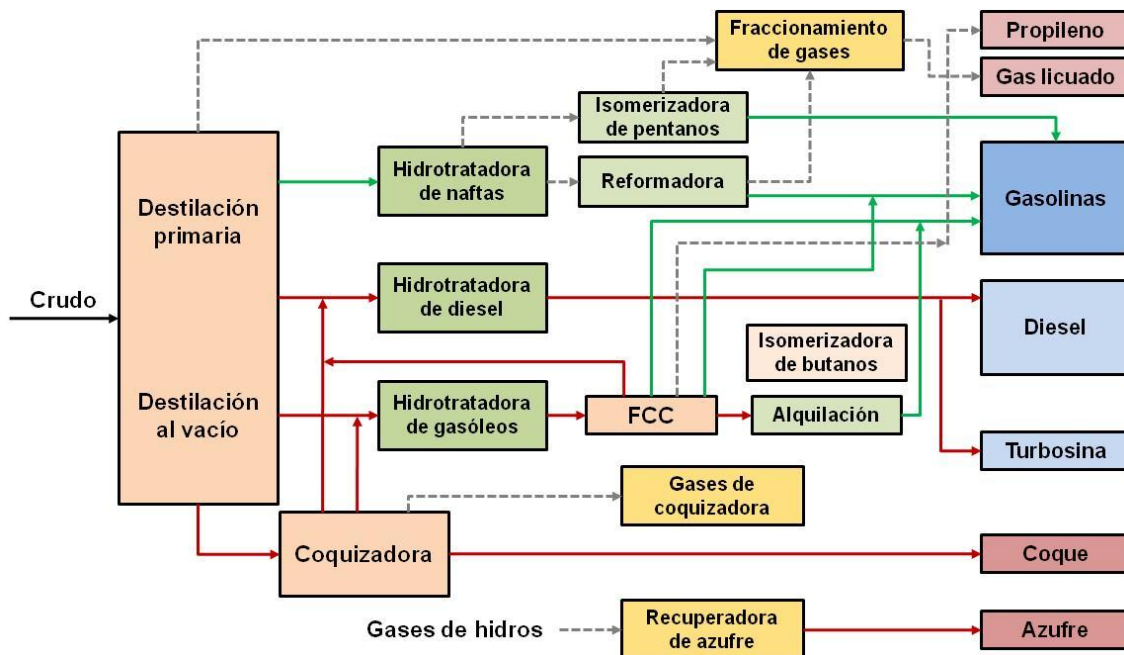 Fraccionamiento
de gases
Propileno
Gas licuado
Isomerizadora
de pentanos
Hidrotratadora
de naftas
Reformadora
Gasolinas
Destilación
primaria
Crudo
Hidrotratadora
de diesel
Diesel
Isomerizadora
de butanos
Destilación
al vacío
Hidrotratadora
de gasóleos
FCC
Alquilación
Turbosina
Gases de
coquizadora
Coquizadora
Coque
Gases de hidros
Recuperadora
de azufre
Azufre